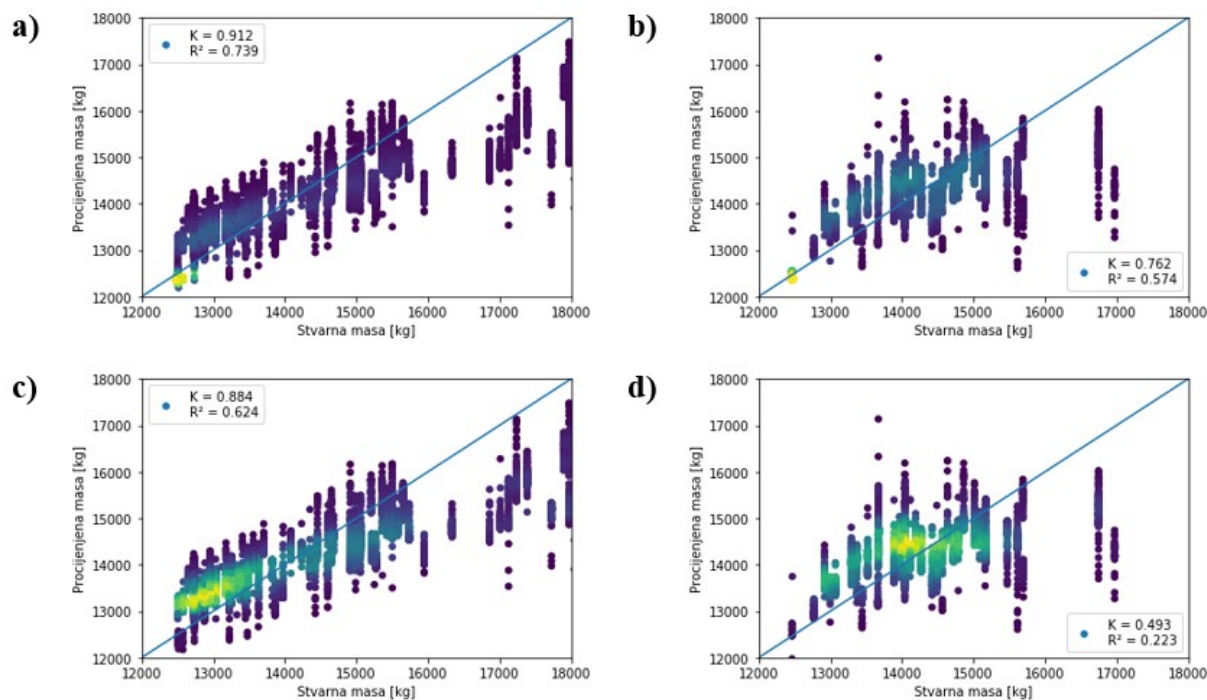 a)
K = 0.912
R² = 0.739
18000
17000
16000
15000
14000
13000
12000
Procijenjena masa [kg]
12000 13000 14000 15000 16000 17000 18000
Stvarna masa [kg]
b)
K = 0.762
R² = 0.574
18000
17000
16000
15000
14000
13000
12000
Procijenjena masa [kg]
12000 13000 14000 15000 16000 17000 18000
Stvarna masa [kg]
c)
K = 0.884
R² = 0.624
18000
17000
16000
15000
14000
13000
12000
Procijenjena masa [kg]
12000 13000 14000 15000 16000 17000 18000
Stvarna masa [kg]
d)
K = 0.493
R² = 0.223
18000
17000
16000
15000
14000
13000
12000
Procijenjena masa [kg]
12000 13000 14000 15000 16000 17000 18000
Stvarna masa [kg]